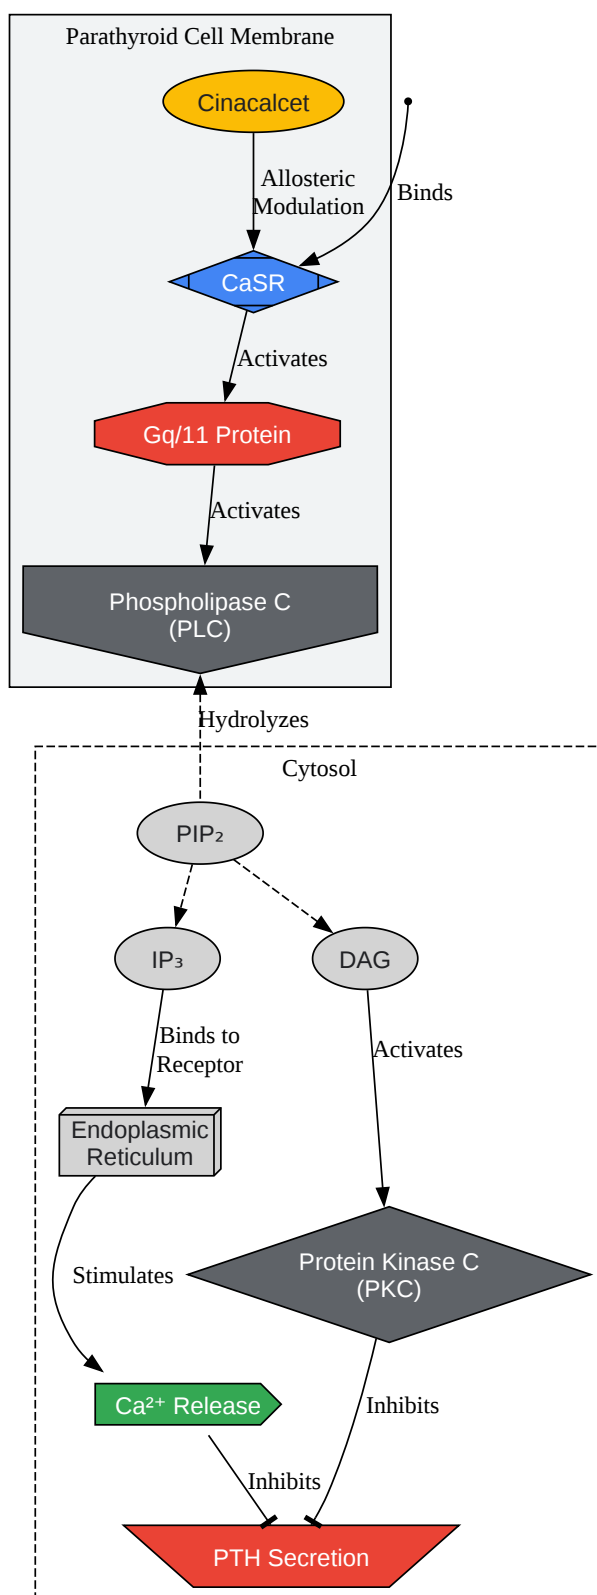 Parathyroid Cell Membrane
Cinacalcet
Allosteric
Modulation
Binds
CaSR
Activates
Gq/11 Protein
Activates
Phospholipase C
(PLC)
Hydrolyzes
Cytosol
PIP₂
IP₃
DAG
Binds to
Receptor
Activates
Endoplasmic
Reticulum
Protein Kinase C
(PKC)
Stimulates
Ca²⁺ Release
Inhibits
Inhibits
PTH Secretion